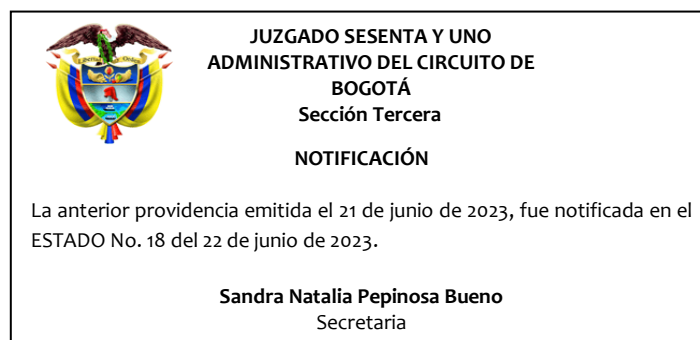 JUZGADO SESENTA Y UNO
ADMINISTRATIVO DEL CIRCUITO DE
BOGOTÁ
Sección Tercera
NOTIFICACIÓN
La anterior providencia emitida el 21 de junio de 2023, fue notificada en el
ESTADO No. 18 del 22 de junio de 2023.
Sandra Natalia Pepinosa Bueno
Secretaria